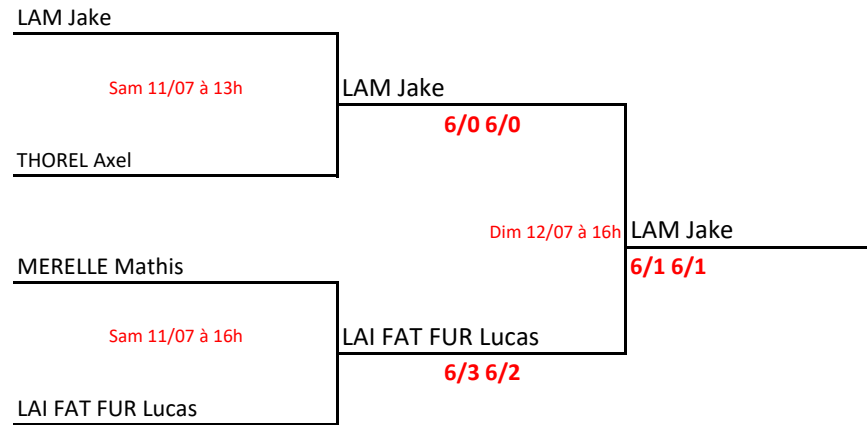 LAM Jake
Sam 11/07 à 13h
LAM Jake
6/0 6/0
THOREL Axel
Dim 12/07 à 16h
LAM Jake
6/1 6/1
MERELLE Mathis
Sam 11/07 à 16h
LAI FAT FUR Lucas
6/3 6/2
LAI FAT FUR Lucas